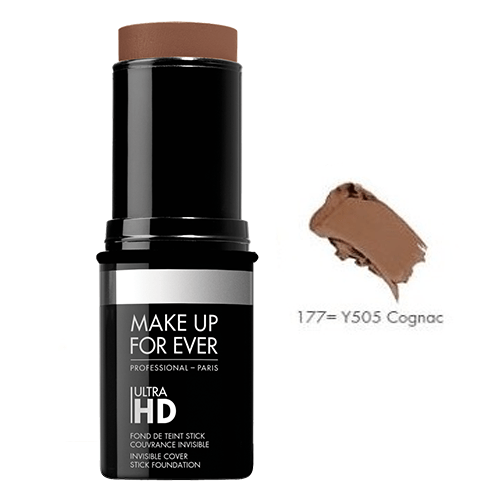 MAKE UP
FOR EVER
PROFESSIONAL – PARIS
ULTRA
HD
FOND DE TEINT STICK
COUVRANCE INVISIBLE
INVISIBLE COVER
STICK FOUNDATION
177= Y505 Cognac